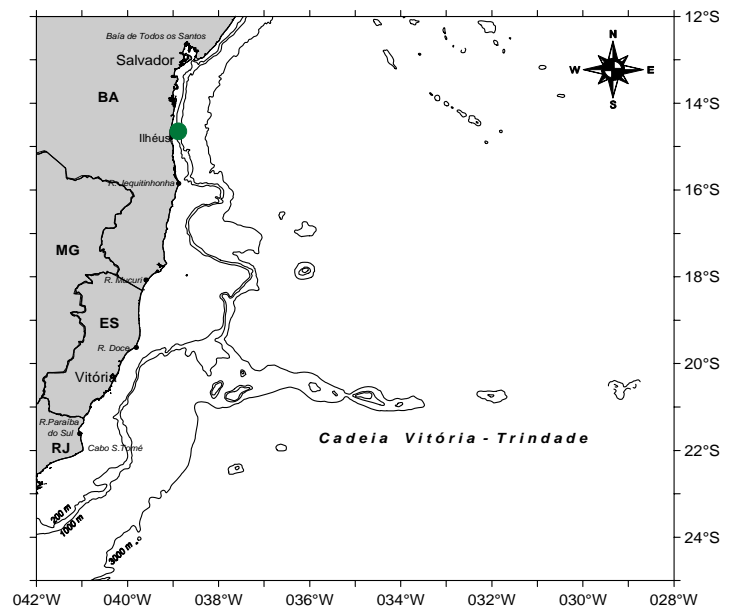 12°S
Baía de Todos os Santos
Salvador
N
W
E
S
BA
14°S
Ilhéus
R. Jequitinhonha
16°S
MG
18°S
R. Mucuri
ES
R. Doce
20°S
Vitória
R.Paraíba
do Sul
Cadeia Vitória - Trindade
RJ
Cabo S.Tomé
22°S
200 m
1000 m
3000 m
24°S
042°W 040°W 038°W 036°W 034°W 032°W 030°W 028°W